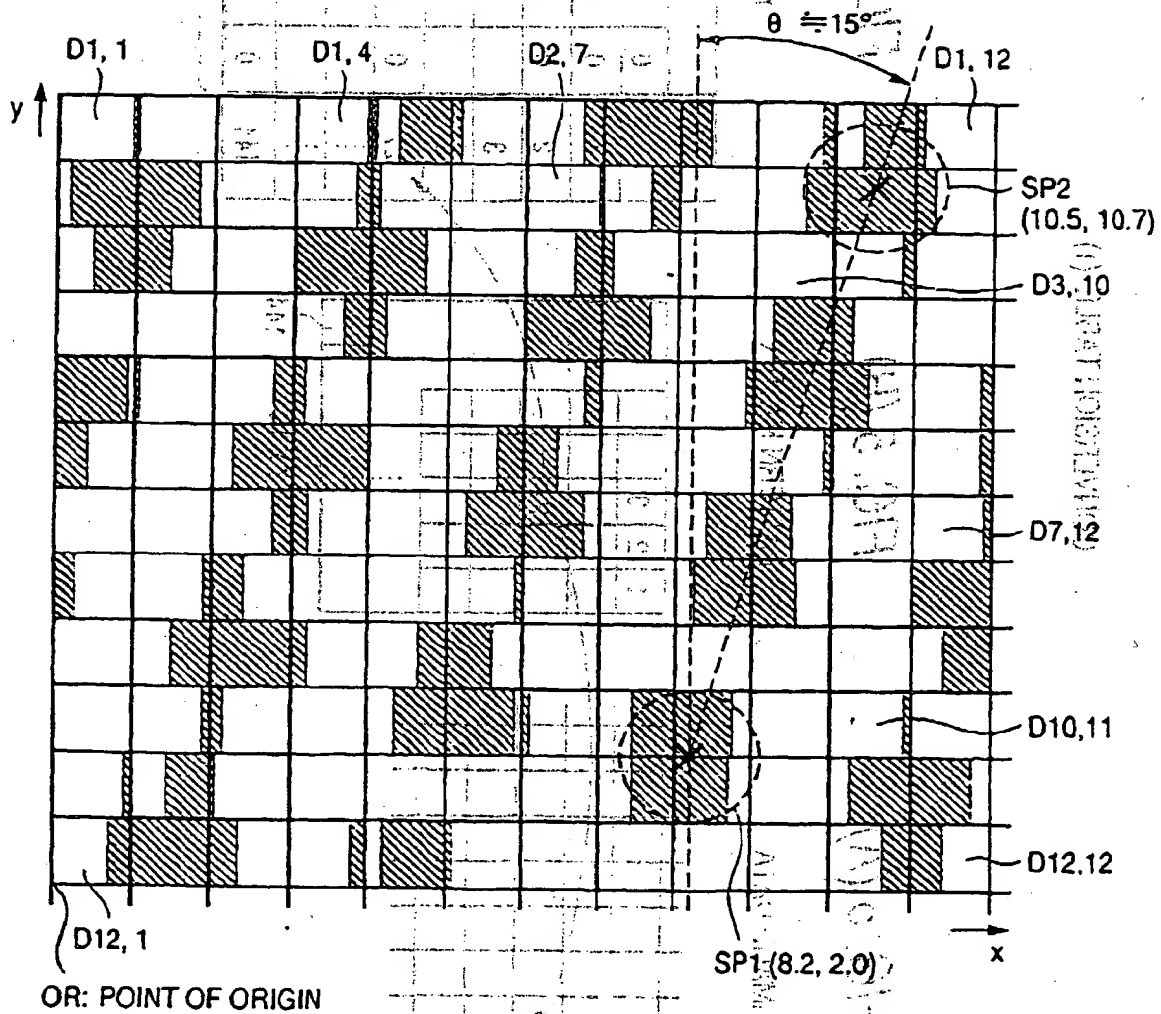 θ ≒15°
D1, 1
D1, 4
D2, 7
D1, 12
y
SP2
(10.5, 10.7)
D3, 10
D7, 12
D10, 11
D12, 12
D12, 1
x
SP1 (8.2, 2.0)
OR: POINT OF ORIGIN